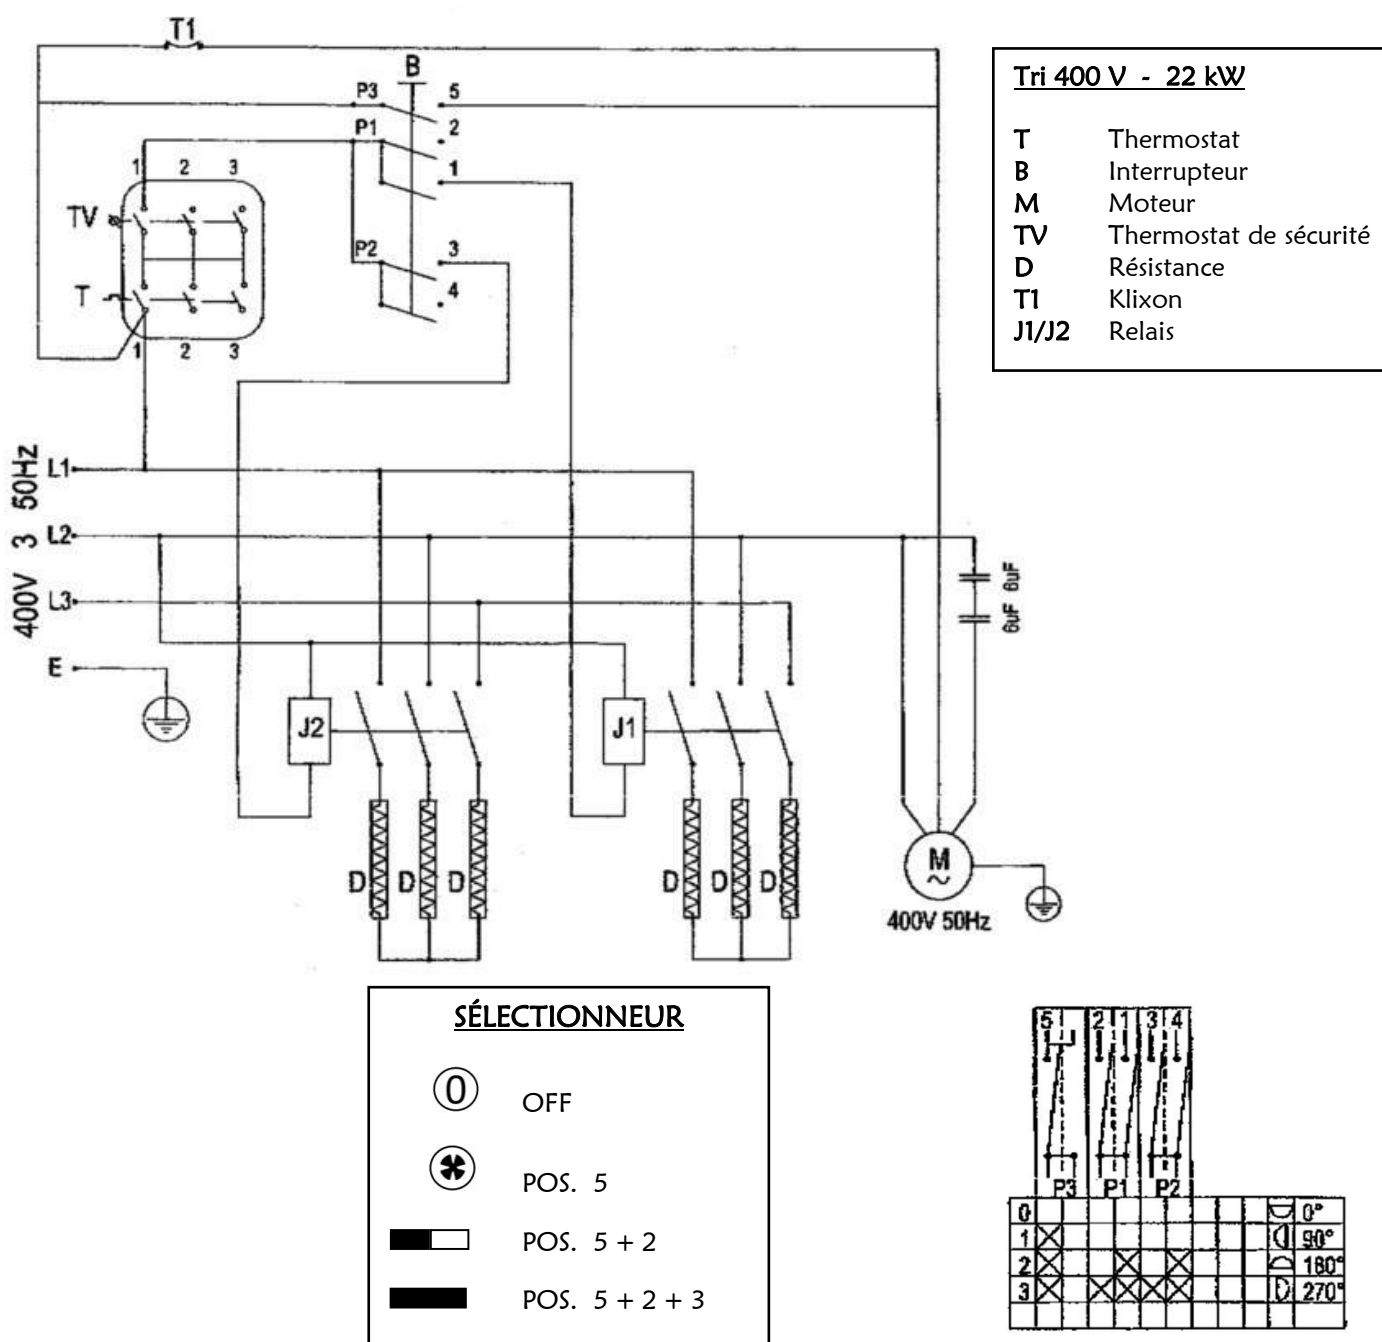 T1
B
P3 5
2
P1
1
1 2 3
TV
P2 3
4
T
1 2 3
Tri 400 V - 22 kW
T Thermostat
B Interrupteur
M Moteur
TV Thermostat de sécurité
D Résistance
T1 Klixon
J1/J2 Relais
400V 3 50Hz
L1
L2
L3
E
6uF 6uF
J2
J1
D D D
D D D
M
400V 50Hz
SÉLECTIONNEUR
0 OFF
POS. 5
POS. 5 + 2
POS. 5 + 2 + 3
5 2 1 3 4
P3 P1 P2
0 0°
1 90°
2 180°
3 270°